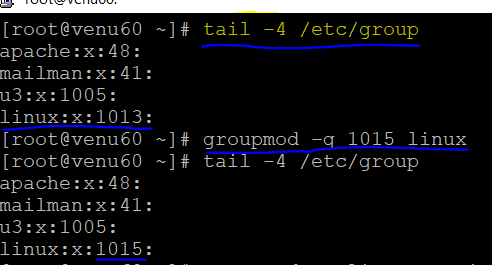 root@venu60:
[root@venu60 ~]# tail -4 /etc/group
apache:x:48:
mailman:x:41:
u3:x:1005:
linux:x:1013:
[root@venu60 ~]# groupmod -g 1015 linux
[root@venu60 ~]# tail -4 /etc/group
apache:x:48:
mailman:x:41:
u3:x:1005:
linux:x:1015: